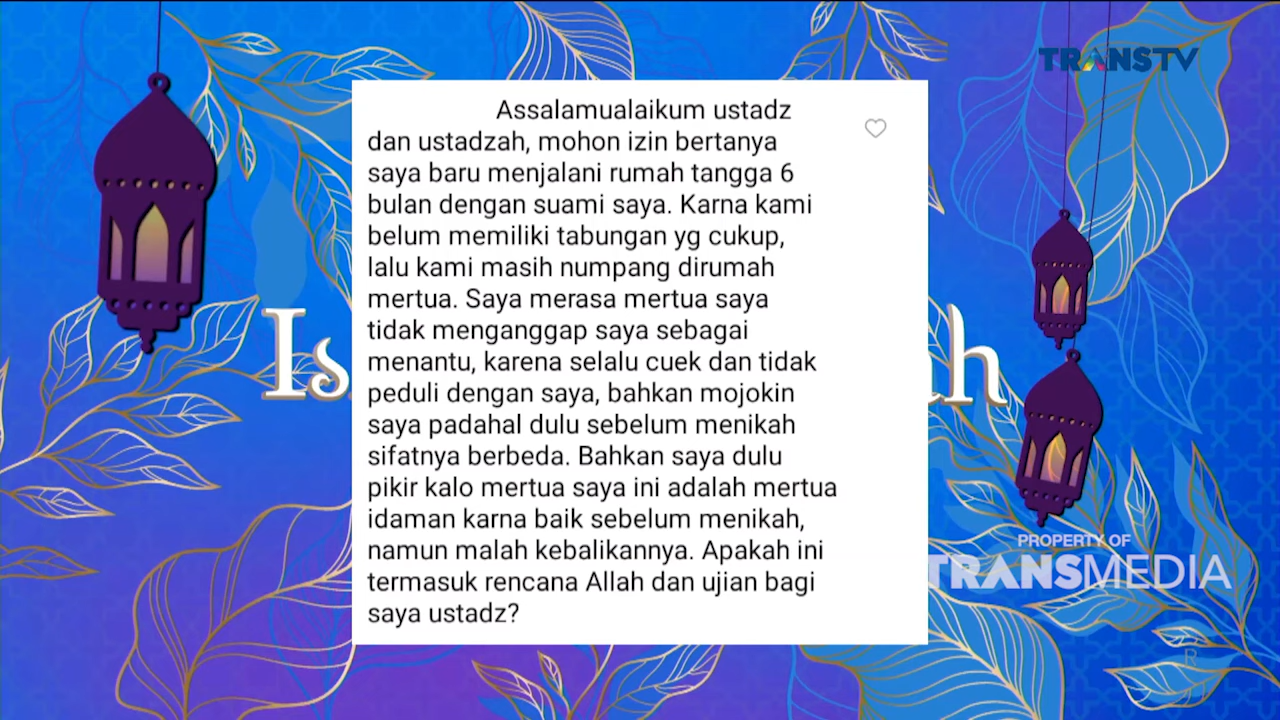 TRANSTV
Assalamualaikum ustadz
dan ustadzah, mohon izin bertanya
saya baru menjalani rumah tangga 6
bulan dengan suami saya. Karna kami
belum memiliki tabungan yg cukup,
lalu kami masih numpang dirumah
mertua. Saya merasa mertua saya
tidak menganggap saya sebagai
menantu, karena selalu cuek dan tidak
peduli dengan saya, bahkan mojokin
saya padahal dulu sebelum menikah
sifatnya berbeda. Bahkan saya dulu
pikir kalo mertua saya ini adalah mertua
idaman karna baik sebelum menikah,
namun malah kebalikannya. Apakah ini
termasuk rencana Allah dan ujian bagi
saya ustadz?
PROPERTY OF
TRANSMEDIA